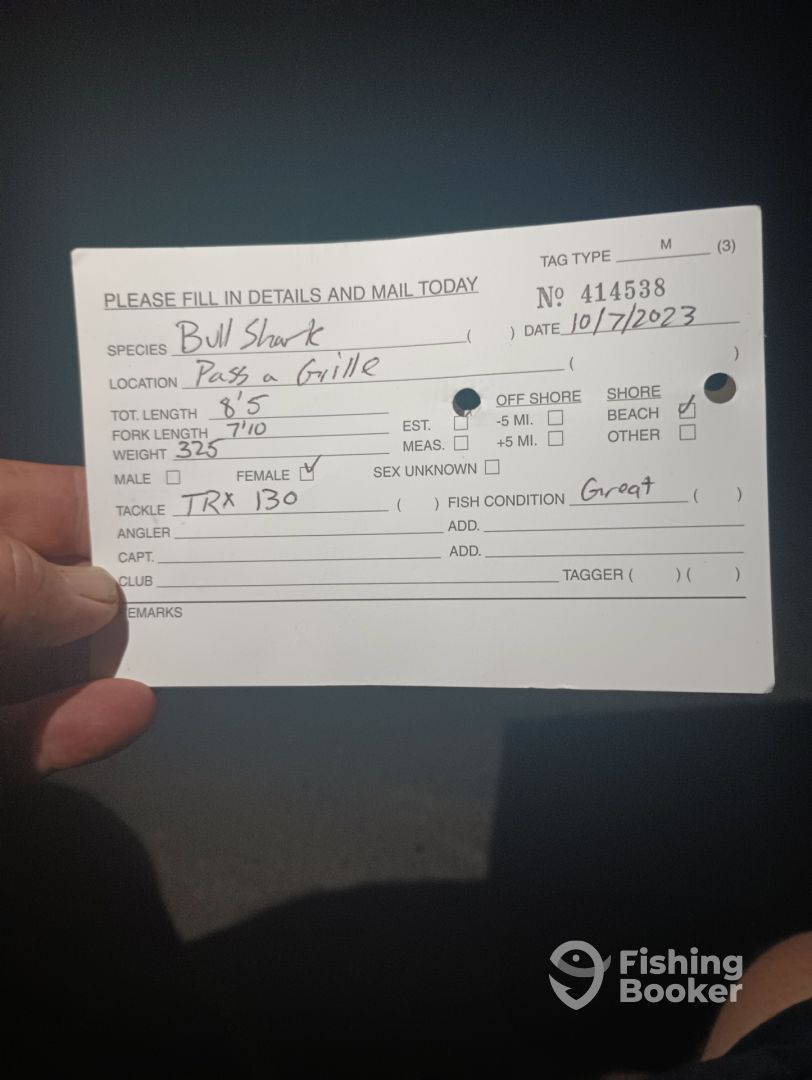 TAG TYPE M (3)
PLEASE FILL IN DETAILS AND MAIL TODAY
Nº 414538
SPECIES Bull Shark ( ) DATE 10/7/2023
LOCATION Pass a Grille ( )
TOT. LENGTH 8'5
FORK LENGTH 7'10
WEIGHT 325
EST.
MEAS.
OFF SHORE
-5 MI.
+5 MI.
SHORE
BEACH ✓
OTHER
MALE FEMALE ✓ SEX UNKNOWN
TACKLE TRX 130 ( ) FISH CONDITION Great ( )
ANGLER ADD.
CAPT. ADD.
CLUB TAGGER ( ) ( )
EMARKS
Fishing
Booker